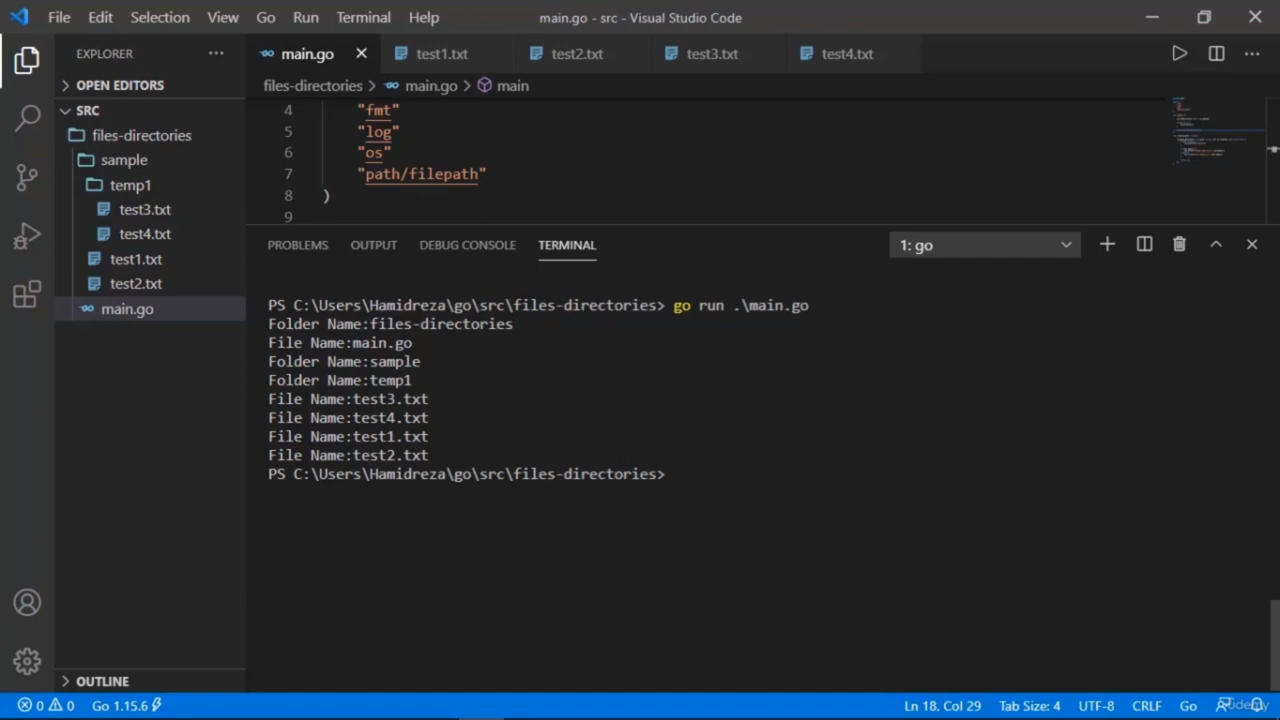 File Edit Selection View Go Run Terminal Help
main.go - src - Visual Studio Code
EXPLORER
main.go
test1.txt
test2.txt
test3.txt
test4.txt
OPEN EDITORS
files-directories > main.go > main
SRC
files-directories
sample
temp1
test3.txt
test4.txt
test1.txt
test2.txt
main.go
4 "fmt"
5 "log"
6 "os"
7 "path/filepath"
8 )
9
PROBLEMS OUTPUT DEBUG CONSOLE TERMINAL
1: go
PS C:\Users\Hamidreza\go\src\files-directories> go run .\main.go
Folder Name:files-directories
File Name:main.go
Folder Name:sample
Folder Name:temp1
File Name:test3.txt
File Name:test4.txt
File Name:test1.txt
File Name:test2.txt
PS C:\Users\Hamidreza\go\src\files-directories>
OUTLINE
0 0 Go 1.15.6
Ln 18, Col 29 Tab Size: 4 UTF-8 CRLF Go